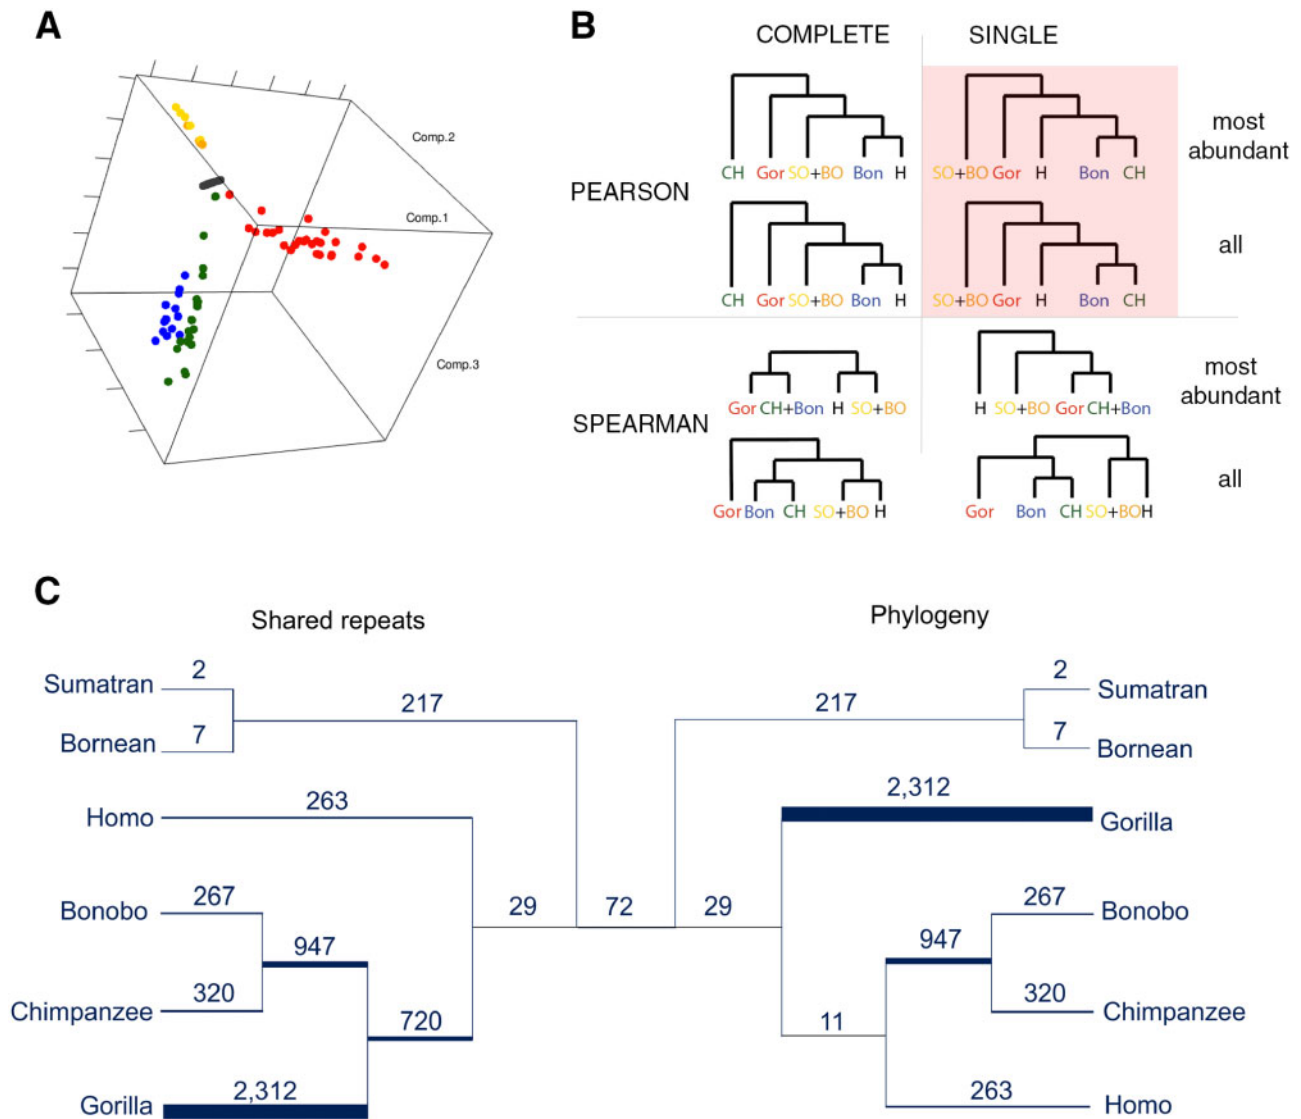 A
Comp.2
Comp.1
Comp.3
B
COMPLETE SINGLE
PEARSON
CH Gor SO+BO Bon H
SO+BO Gor H Bon CH
most
abundant
CH Gor SO+BO Bon H
SO+BO Gor H Bon CH
all
SPEARMAN
Gor CH+Bon H SO+BO
H SO+BO Gor CH+Bon
most
abundant
Gor Bon CH SO+BO H
Gor Bon CH SO+BO H
all
C
Shared repeats
Sumatran 2
217
Bornean 7
Homo 263
Bonobo 267
947
Chimpanzee 320
720
Gorilla 2,312
29
72
29
Phylogeny
217
2 Sumatran
7 Bornean
2,312
Gorilla
267
Bonobo
947
320
Chimpanzee
11
263
Homo